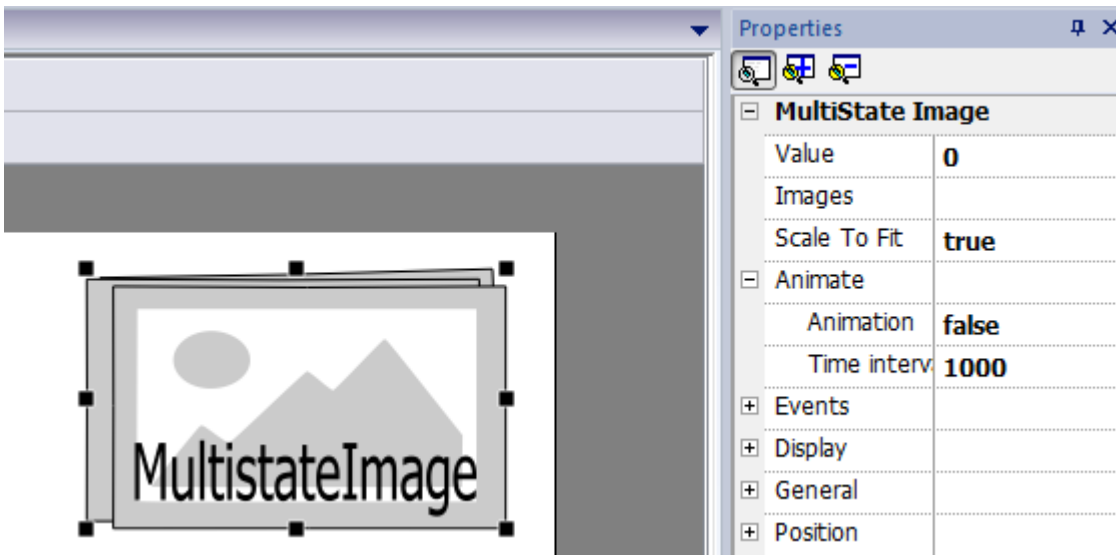 Properties
MultiState Image
Value 0
Images
Scale To Fit true
Animate
Animation false
Time interv 1000
Events
Display
General
Position
MultistateImage